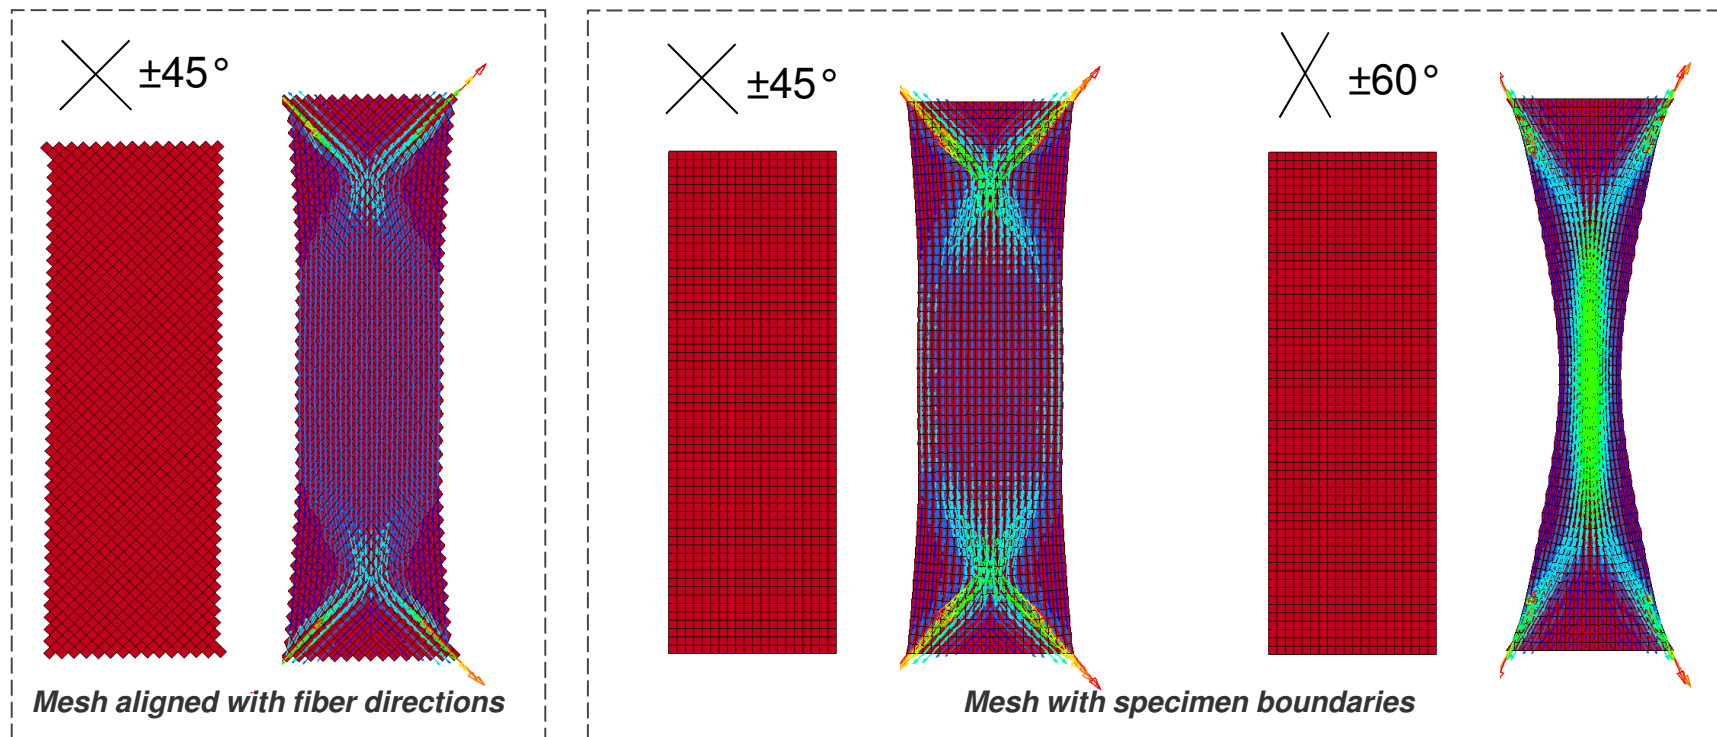 ±45°
±45°
±60°
Mesh aligned with fiber directions
Mesh with specimen boundaries